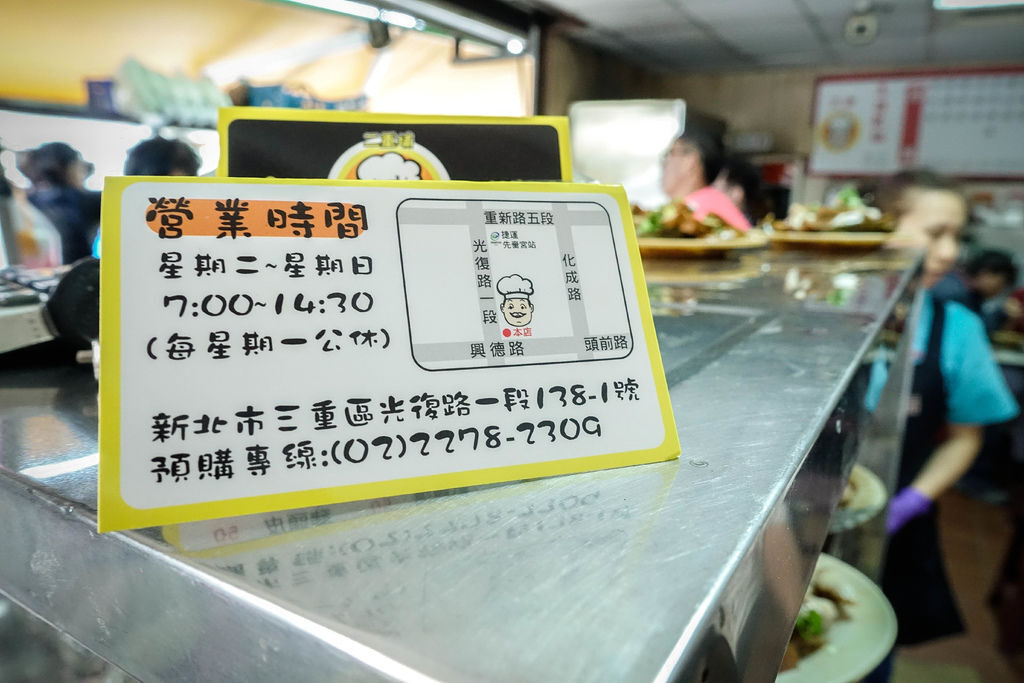 二重埔
營業時間
星期二~星期日
7:00~14:30
(每星期一公休)
新北市三重區光復路一段138-1號
預購專線:(02)2278-2309
重新路五段
捷運
先嗇宮站
光復路一段
化成路
本店
興德路
頭前路